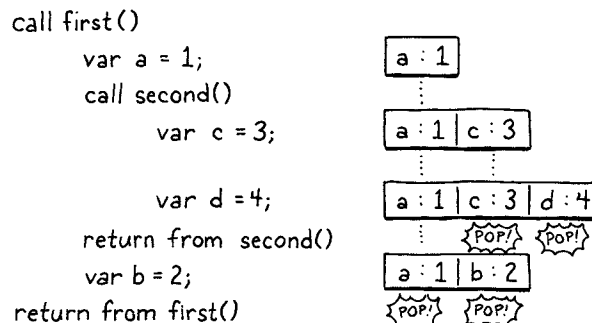 call first()
var a = 1; a : 1
call second()
var c = 3; a : 1 c : 3
var d = 4; a : 1 c : 3 d : 4
return from second() POP! POP!
var b = 2; a : 1 b : 2
return from first() POP! POP!